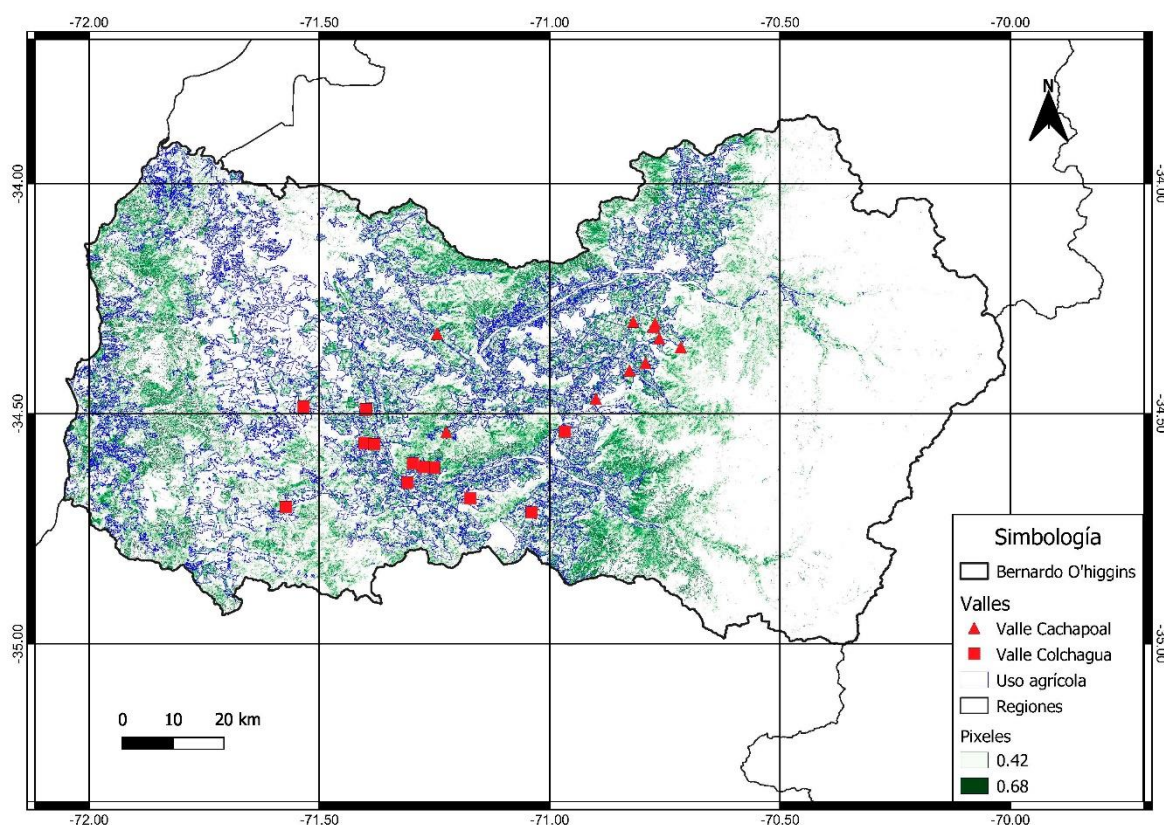 -72.00 -71.50 -71.00 -70.50 -70.00
N
-34.00 -34.00
-34.50 -34.50
-35.00 -35.00
Simbología
Bernardo O'higgins
Valles
Valle Cachapoal
Valle Colchagua
Uso agrícola
Regiones
Pixeles
0.42
0.68
0 10 20 km
-72.00 -71.50 -71.00 -70.50 -70.00